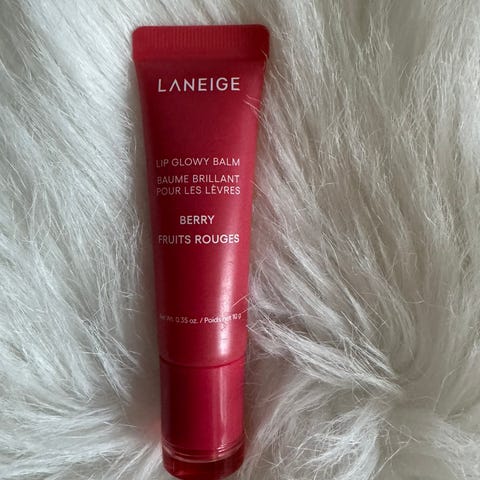 LANEIGE
LIP GLOWY BALM
BAUME BRILLANT
POUR LES LÈVRES
BERRY
FRUITS ROUGES
Net Wt. 0.35 oz. / Poids net 10 g